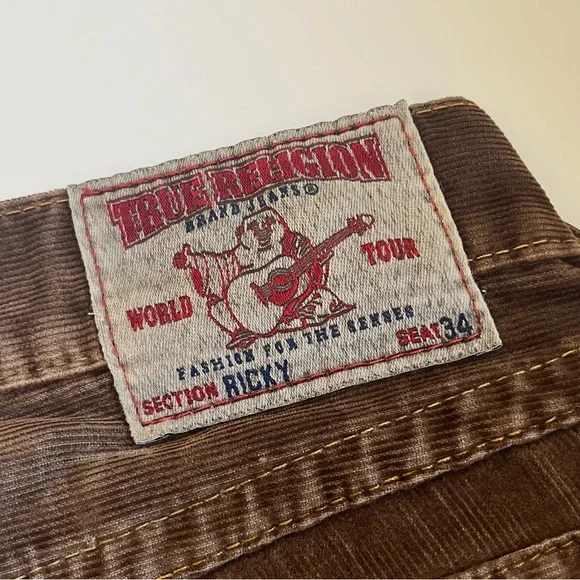 TRUE RELIGION
BRAND JEANS®
WORLD TOUR
FASHION FOR THE SENSES
SECTION RICKY SEAT 34